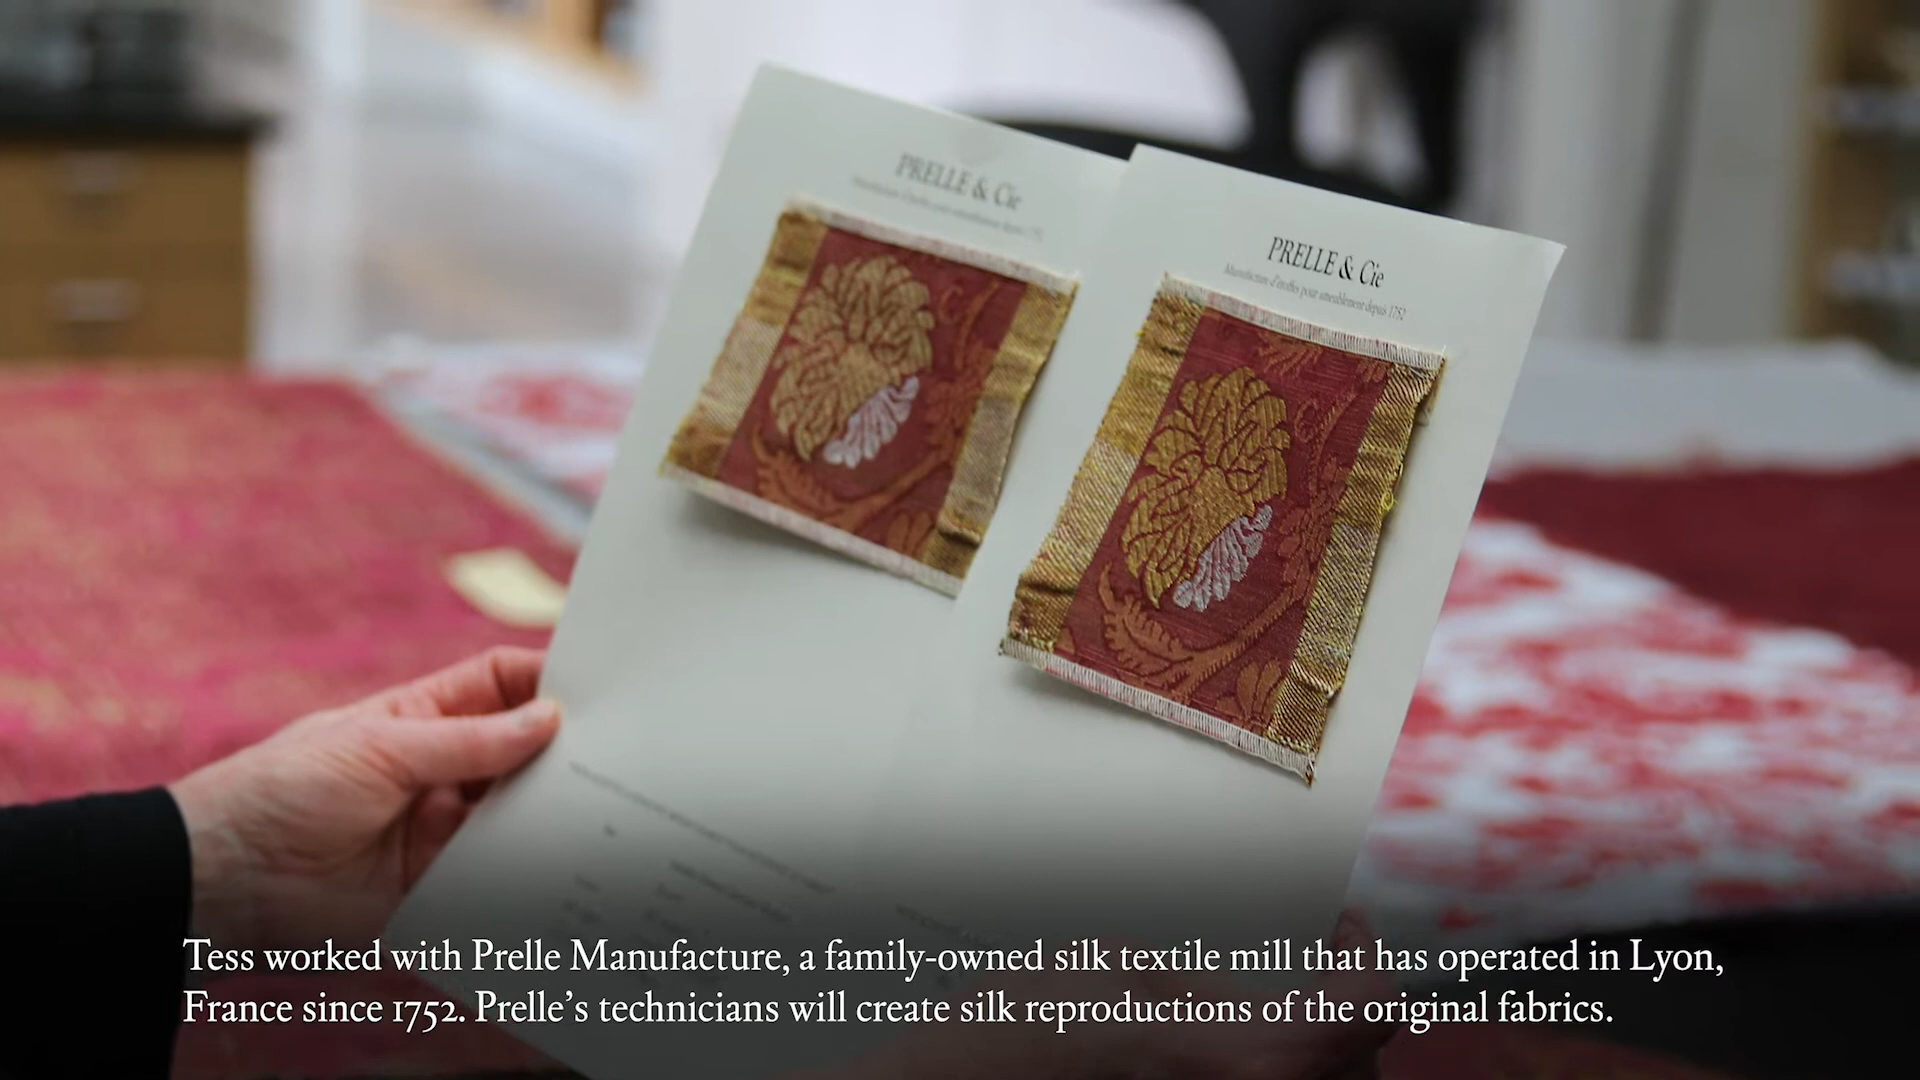 PRELLE & Cie
PRELLE & Cie
Manufacture d'étoffes pour ameublement depuis 1752
Tess worked with Prelle Manufacture, a family-owned silk textile mill that has operated in Lyon,
France since 1752. Prelle’s technicians will create silk reproductions of the original fabrics.